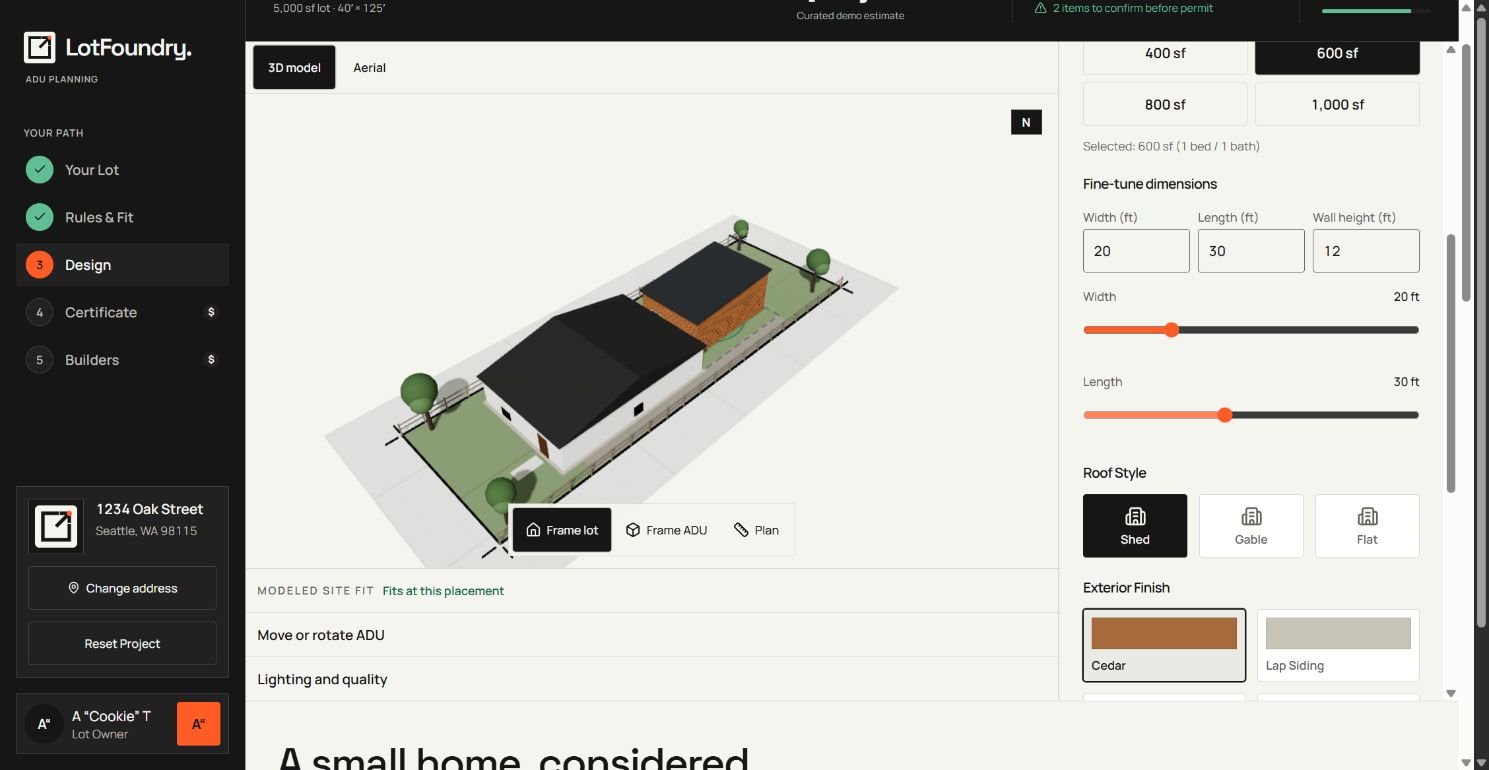 LotFoundry.
ADU PLANNING
YOUR PATH
Your Lot
Rules & Fit
3 Design
4 Certificate $
5 Builders $
1234 Oak Street
Seattle, WA 98115
Change address
Reset Project
A“ A “Cookie” T A“
Lot Owner
5,000 sf lot · 40′ × 125′
Curated demo estimate
2 items to confirm before permit
3D model Aerial
N
Frame lot Frame ADU Plan
MODELED SITE FIT Fits at this placement
Move or rotate ADU
Lighting and quality
A small home, considered
400 sf 600 sf
800 sf 1,000 sf
Selected: 600 sf (1 bed / 1 bath)
Fine-tune dimensions
Width (ft) Length (ft) Wall height (ft)
20 30 12
Width 20 ft
Length 30 ft
Roof Style
Shed Gable Flat
Exterior Finish
Cedar Lap Siding